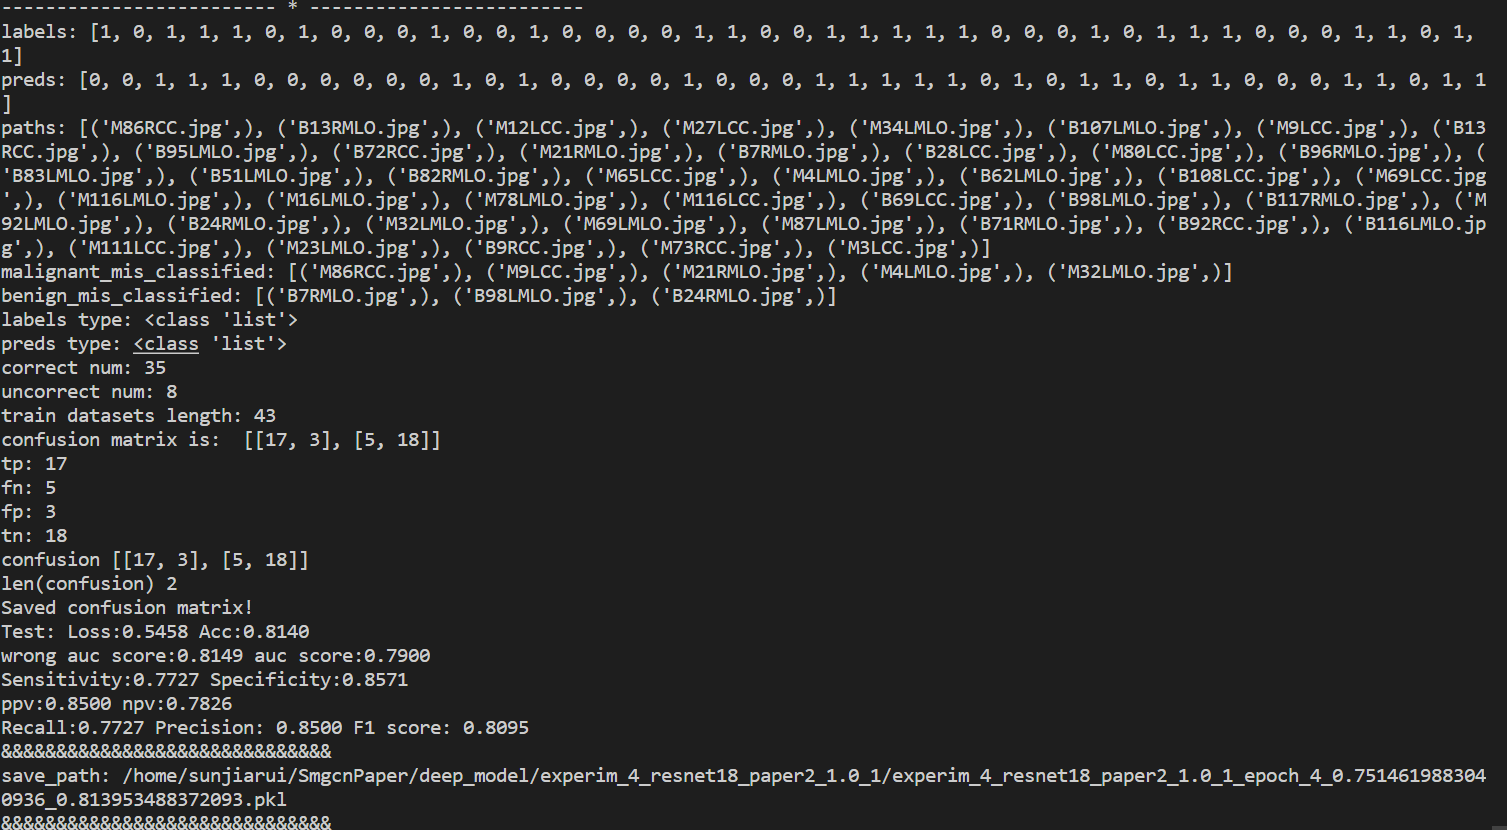 ------------------------- * -------------------------
labels: [1, 0, 1, 1, 1, 0, 1, 0, 0, 0, 1, 0, 0, 1, 0, 0, 0, 0, 1, 1, 0, 0, 1, 1, 1, 1, 1, 0, 0, 0, 1, 0, 1, 1, 1, 0, 0, 0, 1, 1, 0, 1,
1]
preds: [0, 0, 1, 1, 1, 0, 0, 0, 0, 0, 0, 1, 0, 1, 0, 0, 0, 0, 1, 0, 0, 0, 1, 1, 1, 1, 1, 0, 1, 0, 1, 1, 0, 1, 1, 0, 0, 0, 1, 1, 0, 1, 1
]
paths: [('M86RCC.jpg',), ('B13RMLO.jpg',), ('M12LCC.jpg',), ('M27LCC.jpg',), ('M34LMLO.jpg',), ('B107LMLO.jpg',), ('M9LCC.jpg',), ('B13
RCC.jpg',), ('B95LMLO.jpg',), ('B72RCC.jpg',), ('M21RMLO.jpg',), ('B7RMLO.jpg',), ('B28LCC.jpg',), ('M80LCC.jpg',), ('B96RMLO.jpg',), (
'B83LMLO.jpg',), ('B51LMLO.jpg',), ('B82RMLO.jpg',), ('M65LCC.jpg',), ('M4LMLO.jpg',), ('B62LMLO.jpg',), ('B108LCC.jpg',), ('M69LCC.jpg
',), ('M116LMLO.jpg',), ('M16LMLO.jpg',), ('M78LMLO.jpg',), ('M116LCC.jpg',), ('B69LCC.jpg',), ('B98LMLO.jpg',), ('B117RMLO.jpg',), ('M
92LMLO.jpg',), ('B24RMLO.jpg',), ('M32LMLO.jpg',), ('M69LMLO.jpg',), ('M87LMLO.jpg',), ('B71RMLO.jpg',), ('B92RCC.jpg',), ('B116LMLO.jp
g',), ('M111LCC.jpg',), ('M23LMLO.jpg',), ('B9RCC.jpg',), ('M73RCC.jpg',), ('M3LCC.jpg',)]
malignant_mis_classified: [('M86RCC.jpg',), ('M9LCC.jpg',), ('M21RMLO.jpg',), ('M4LMLO.jpg',), ('M32LMLO.jpg',)]
benign_mis_classified: [('B7RMLO.jpg',), ('B98LMLO.jpg',), ('B24RMLO.jpg',)]
labels type: <class 'list'>
preds type: <class 'list'>
correct num: 35
uncorrect num: 8
train datasets length: 43
confusion matrix is:  [[17, 3], [5, 18]]
tp: 17
fn: 5
fp: 3
tn: 18
confusion [[17, 3], [5, 18]]
len(confusion) 2
Saved confusion matrix!
Test: Loss:0.5458 Acc:0.8140
wrong auc score:0.8149 auc score:0.7900
Sensitivity:0.7727 Specificity:0.8571
ppv:0.8500 npv:0.7826
Recall:0.7727 Precision: 0.8500 F1 score: 0.8095
&&&&&&&&&&&&&&&&&&&&&&&&&&&&&&
save_path: /home/sunjiarui/SmgcnPaper/deep_model/experim_4_resnet18_paper2_1.0_1/experim_4_resnet18_paper2_1.0_1_epoch_4_0.751461988304
0936_0.813953488372093.pkl
&&&&&&&&&&&&&&&&&&&&&&&&&&&&&&